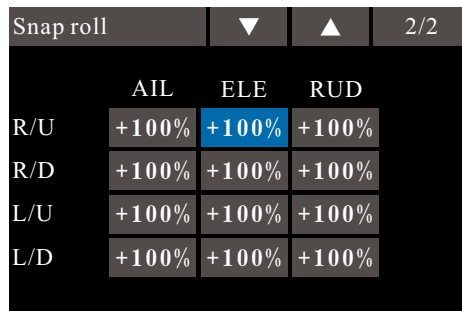 Snap roll ▼ ▲ 2/2
AIL ELE RUD
R/U +100% +100% +100%
R/D +100% +100% +100%
L/U +100% +100% +100%
L/D +100% +100% +100%